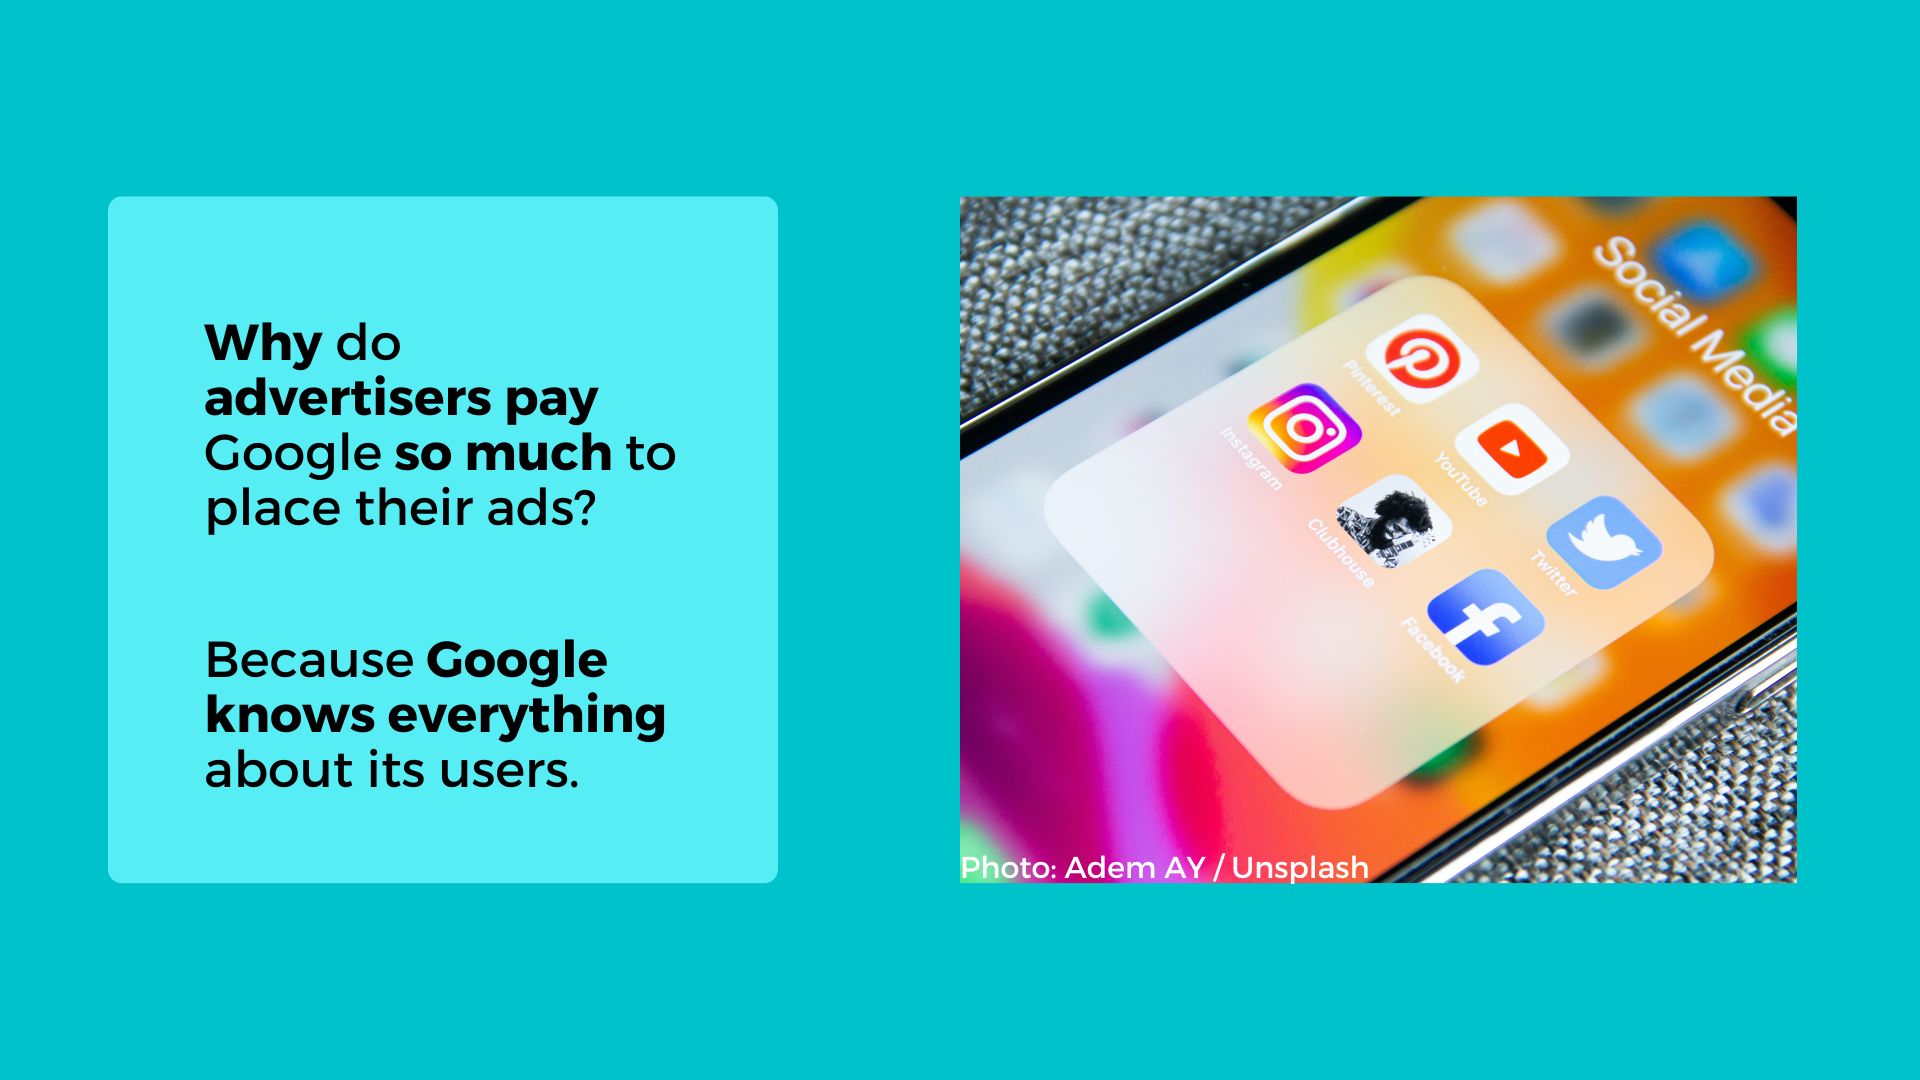 Why do
advertisers pay
Google so much to
place their ads?
Because Google
knows everything
about its users.
Social Media
Pinterest
Instagram
YouTube
Clubhouse
Twitter
Facebook
Photo: Adem AY / Unsplash